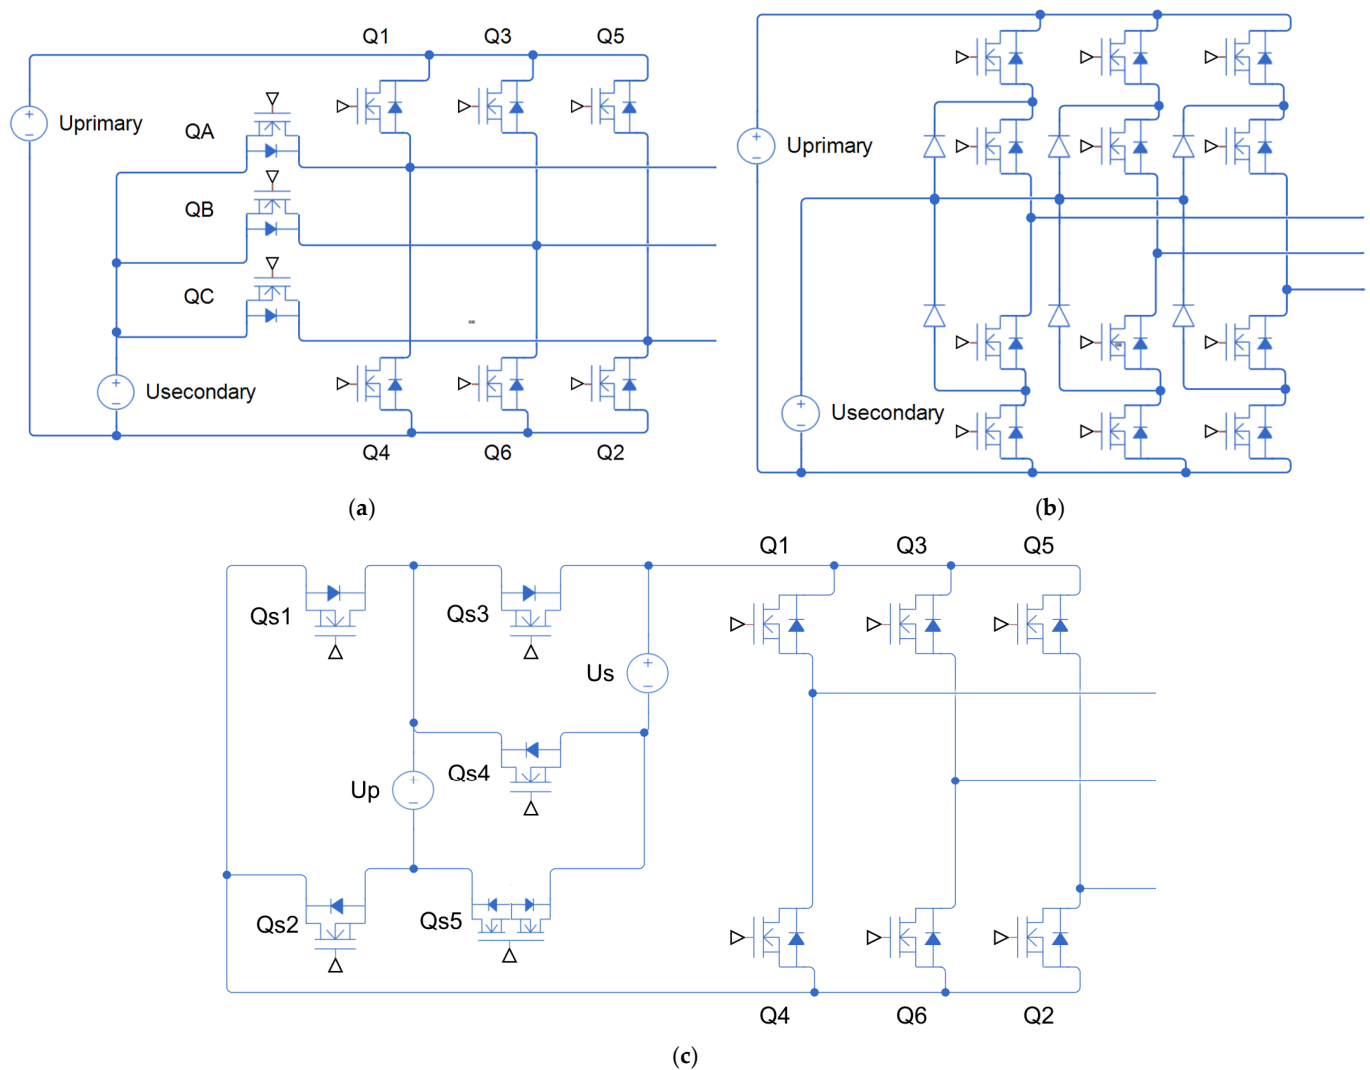 Q1 Q3 Q5
Uprimary
QA
QB
QC
Usecondary
Q4 Q6 Q2
(a)
Uprimary
Usecondary
(b)
Q1 Q3 Q5
Qs1
Qs3
Us
Qs4
Up
Qs2
Qs5
Q4 Q6 Q2
(c)